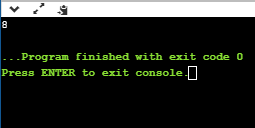 8
...Program finished with exit code 0
Press ENTER to exit console.